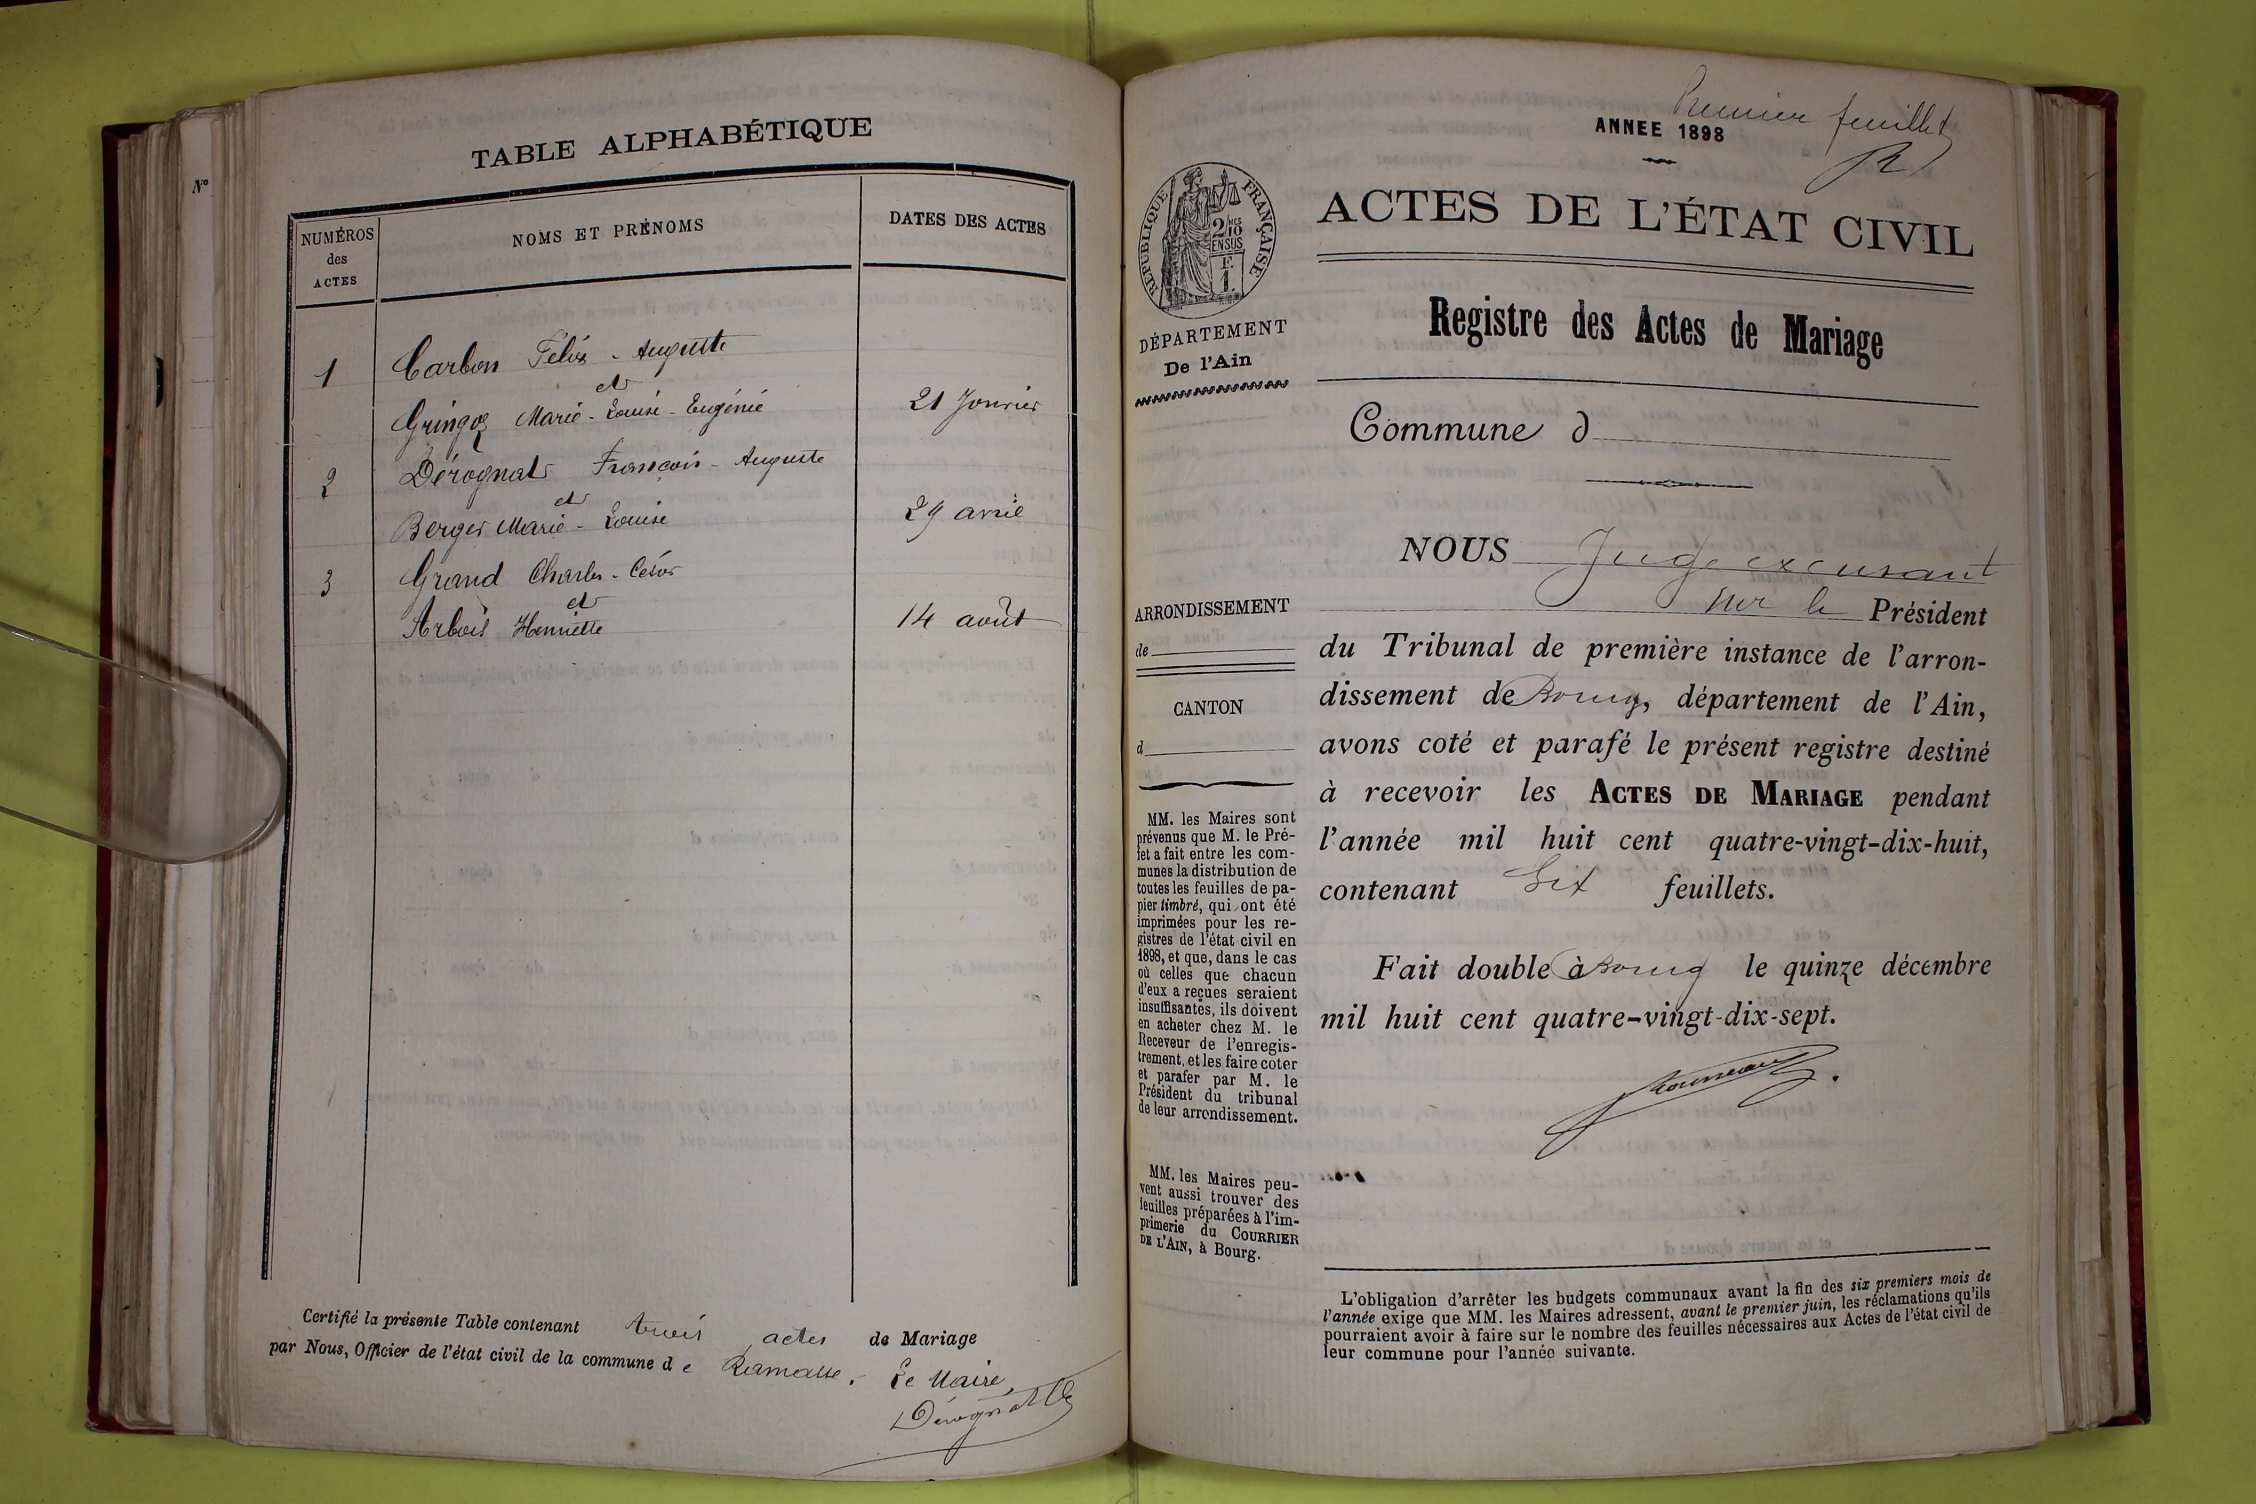 N°
TABLE ALPHABÉTIQUE
NUMÉROS
des
ACTES
NOMS ET PRÉNOMS
DATES DES ACTES
1 Carbon Félix - Auguste
et
Gringoz Marie - Louise - Eugénie 21 Janvier
2 Dérognat François - Auguste
et
Berger Marie - Louise 29 avril
3 Grand Charles - César
et
Arbois Henriette 14 août
Certifié la présente Table contenant trois actes de Mariage
par Nous, Officier de l'état civil de la commune d e Ramasse.
Le Maire,
Dérognat
Premier feuillet
ANNEE 1898
RÉPUBLIQUE FRANÇAISE
2/10
EN SUS
1 F.
DÉPARTEMENT
De l'Ain
ARRONDISSEMENT
de
CANTON
d
MM. les Maires sont
prévenus que M. le Pré-
fet a fait entre les com-
munes la distribution de
toutes les feuilles de pa-
pier timbré, qui ont été
imprimées pour les re-
gistres de l'état civil en
1898, et que, dans le cas
où celles que chacun
d'eux a reçues seraient
insuffisantes, ils doivent
en acheter chez M. le
Receveur de l'enregis-
trement, et les faire coter
et parafer par M. le
Président du tribunal
de leur arrondissement.
MM. les Maires peu-
vent aussi trouver des
feuilles préparées à l'im-
primerie du COURRIER
DE L'AIN, à Bourg.
ACTES DE L'ÉTAT CIVIL
Registre des Actes de Mariage
Commune d
NOUS Juge excusant
Mr le Président
du Tribunal de première instance de l'arron-
dissement de Bourg, département de l'Ain,
avons coté et parafé le présent registre destiné
à recevoir les ACTES DE MARIAGE pendant
l'année mil huit cent quatre-vingt-dix-huit,
contenant Six feuillets.
Fait double à Bourg le quinze décembre
mil huit cent quatre-vingt-dix-sept.
L'obligation d'arrêter les budgets communaux avant la fin des six premiers mois de
l'année exige que MM. les Maires adressent, avant le premier juin, les réclamations qu'ils
pourraient avoir à faire sur le nombre des feuilles nécessaires aux Actes de l'état civil de
leur commune pour l'année suivante.